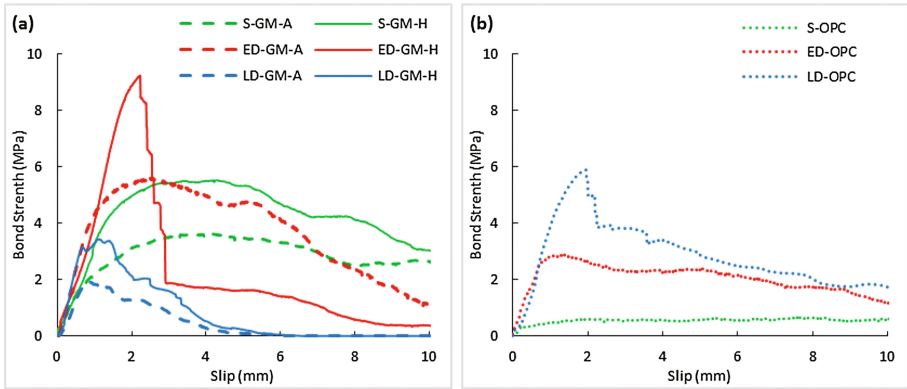 (a)
S-GM-A S-GM-H
ED-GM-A ED-GM-H
LD-GM-A LD-GM-H
Bond Strenth (MPa)
10
8
6
4
2
0
0 2 4 6 8 10
Slip (mm)
(b)
S-OPC
ED-OPC
LD-OPC
Bond Strenth (MPa)
10
8
6
4
2
0
0 2 4 6 8 10
Slip (mm)